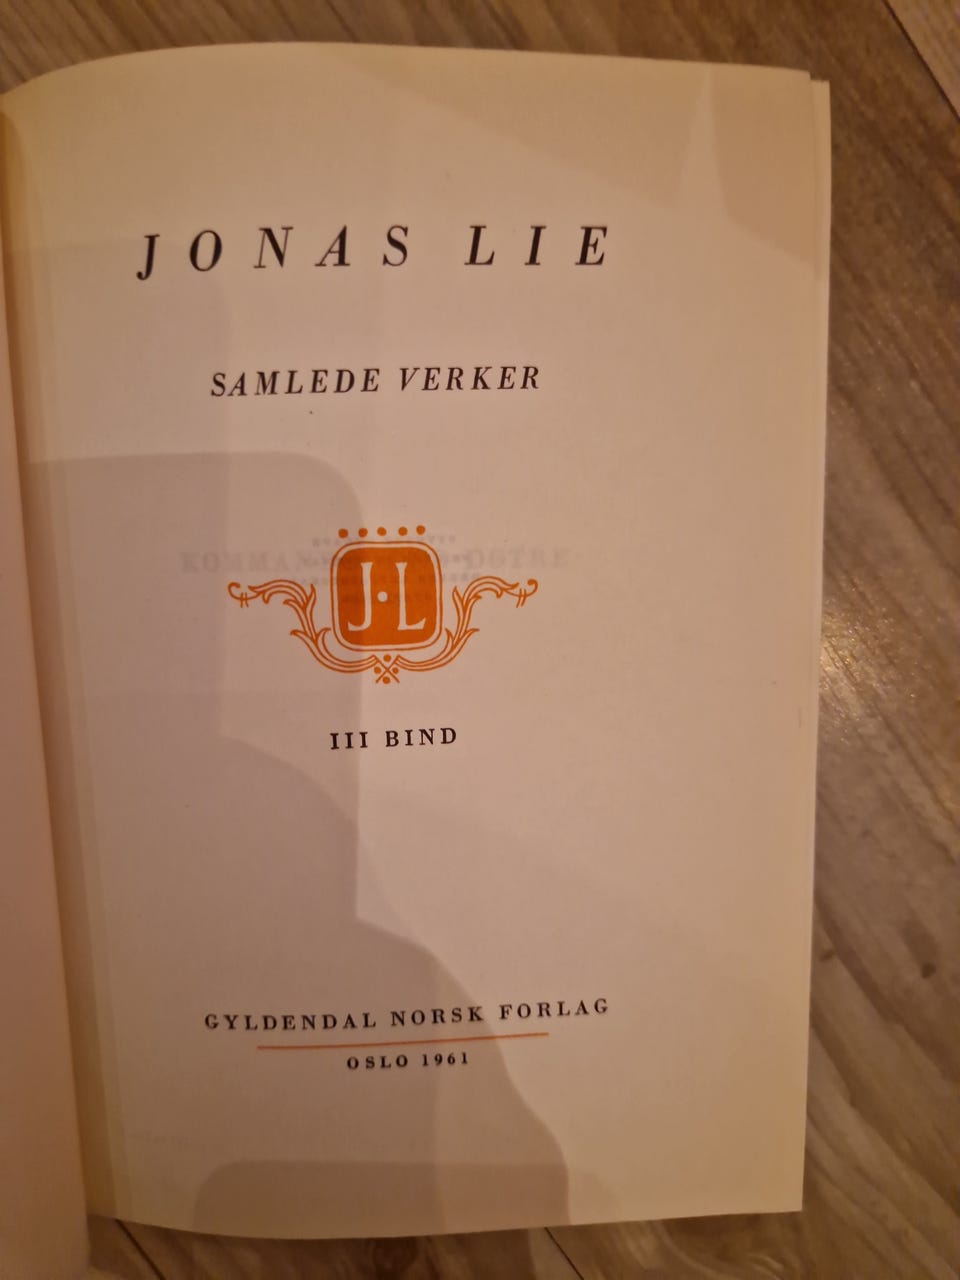 JONAS LIE
SAMLEDE VERKER
J·L
III BIND
GYLDENDAL NORSK FORLAG
OSLO 1961